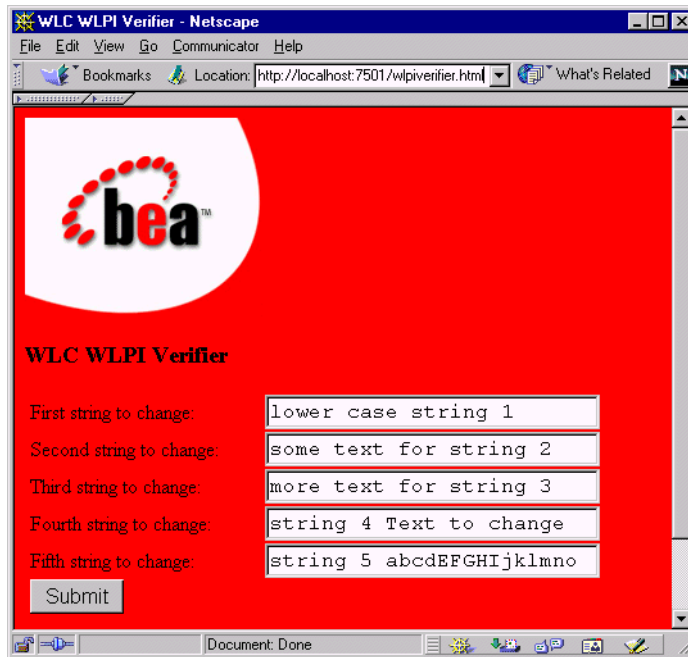 WLC WLPI Verifier - Netscape
File Edit View Go Communicator Help
Bookmarks Location: http://localhost:7501/wlpiverifier.html What's Related N
bea™
WLC WLPI Verifier
First string to change: lower case string 1
Second string to change: some text for string 2
Third string to change: more text for string 3
Fourth string to change: string 4 Text to change
Fifth string to change: string 5 abcdEFGHIjklmno
Submit
Document: Done